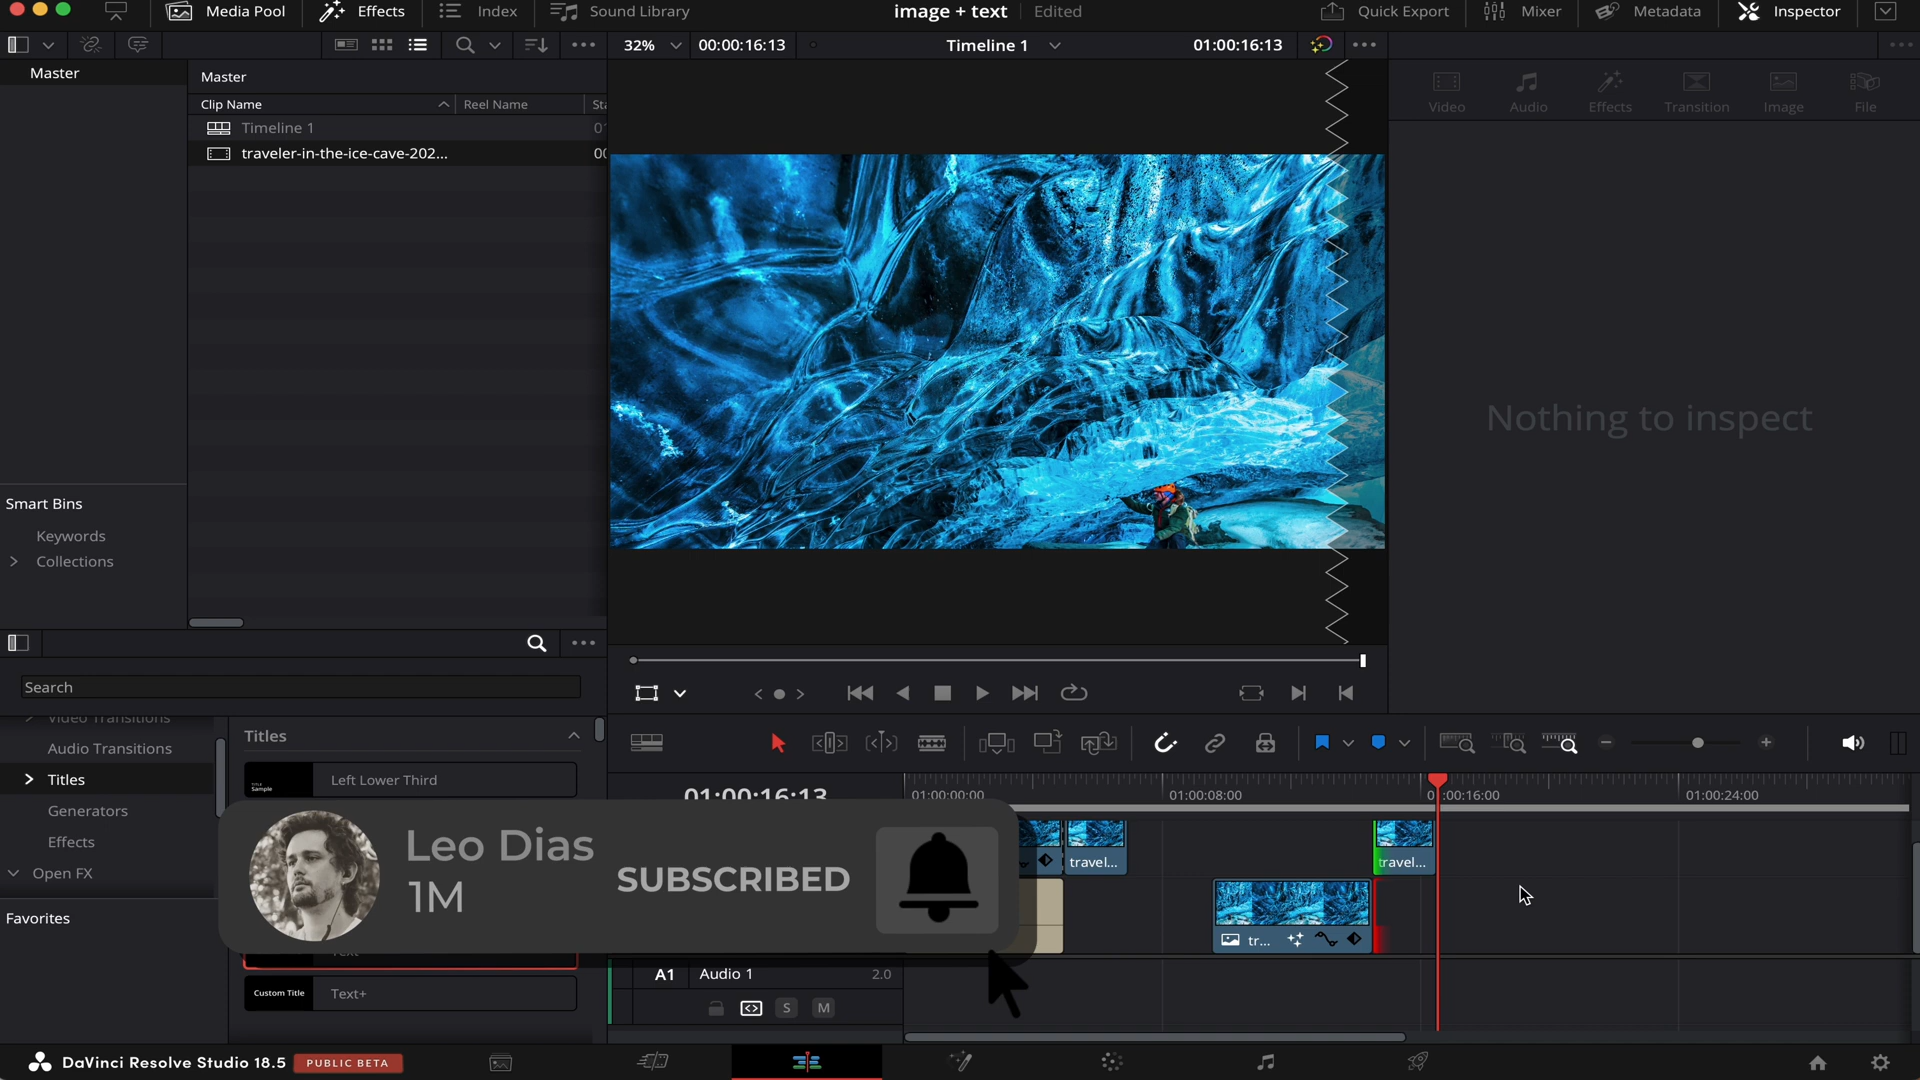 Media Pool
Effects
Index
Sound Library
image + text
Edited
Quick Export
Mixer
Metadata
Inspector
32%
00:00:16:13
Timeline 1
01:00:16:13
Master
Master
Clip Name
Reel Name
Timeline 1
traveler-in-the-ice-cave-202...
Video
Audio
Effects
Transition
Image
File
Nothing to inspect
Smart Bins
Keywords
Collections
Search
Video Transitions
Audio Transitions
Titles
Generators
Effects
Open FX
Favorites
Titles
Left Lower Third
Text
Custom Title
Text+
01:00:16:13
01:00:00:00
01:00:08:00
01:00:16:00
01:00:24:00
travel...
travel...
tr...
Leo Dias
1M
SUBSCRIBED
A1
Audio 1
2.0
S
M
DaVinci Resolve Studio 18.5
PUBLIC BETA